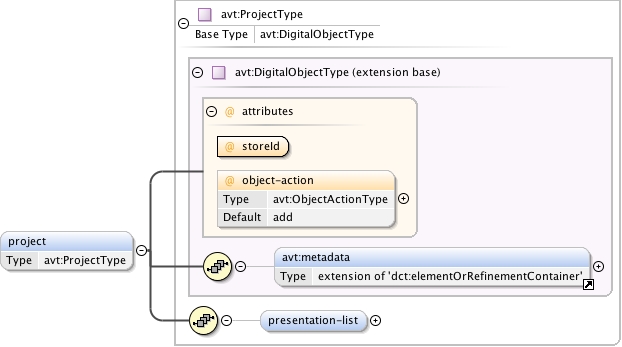 avt:ProjectType
Base Type avt:DigitalObjectType
avt:DigitalObjectType (extension base)
@ attributes
@ storeId
@ object-action
Type avt:ObjectActionType
Default add
project
Type avt:ProjectType
avt:metadata
Type extension of 'dct:elementOrRefinementContainer'
presentation-list